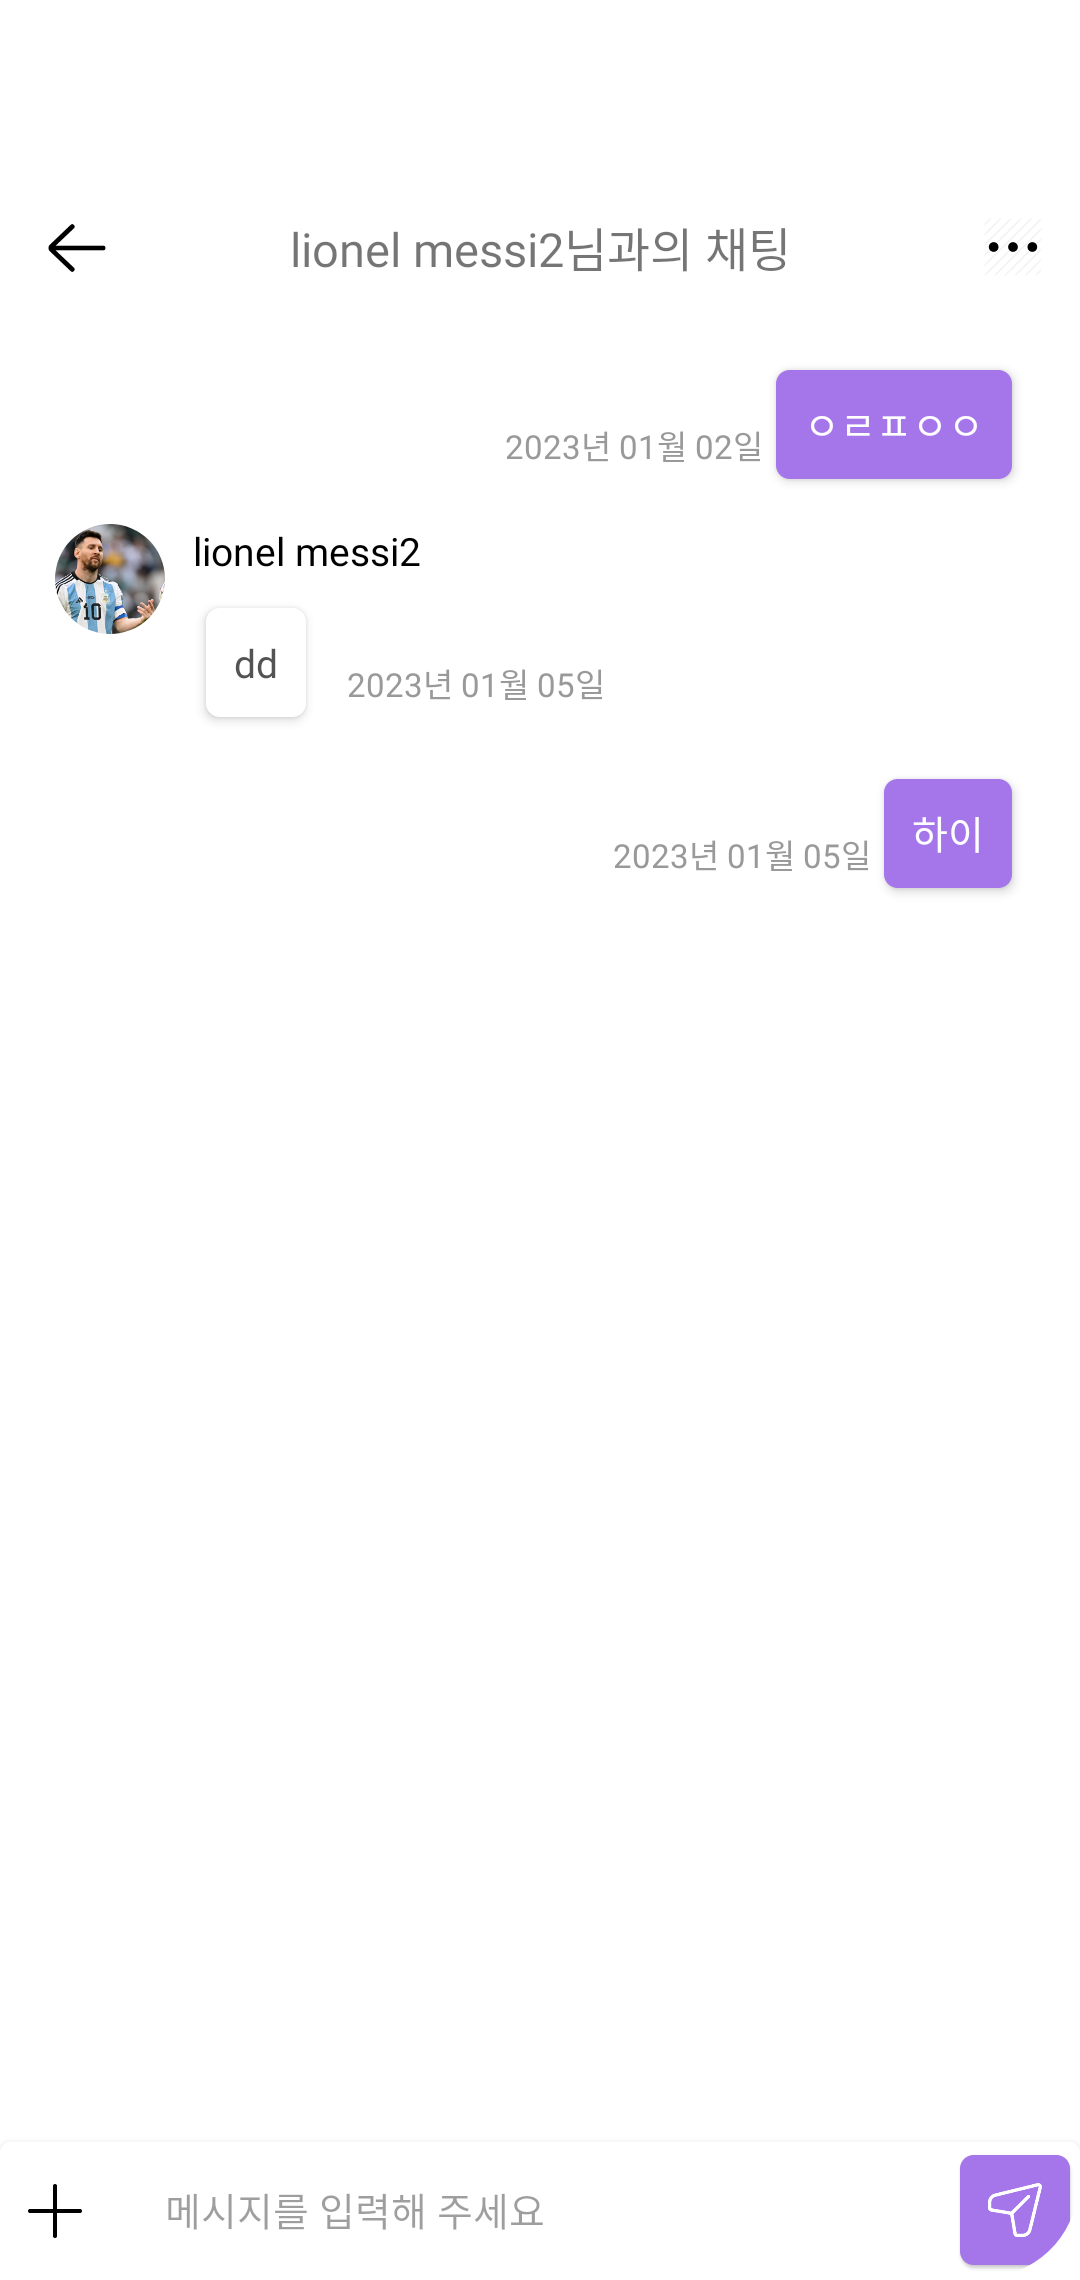 lionel messi2님과의 채팅
2023년 01월 02일 ㅇㄹㅍㅇㅇ
lionel messi2
dd 2023년 01월 05일
2023년 01월 05일 하이
메시지를 입력해 주세요